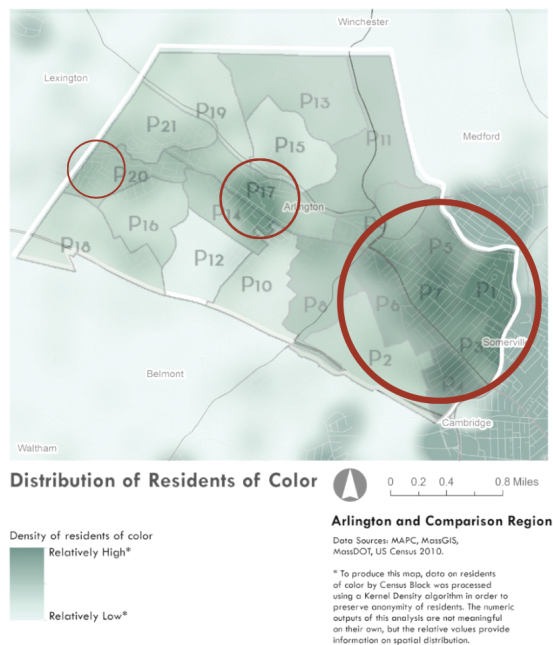 Winchester
Lexington
P13
P19
P21
P11
Medford
P15
P20
P17
Arlington
P14
P16
P9
P5
P18
P12
P10
P7
P1
P8
P6
Somerville
P3
P2
P4
Belmont
Cambridge
Waltham
Distribution of Residents of Color
0 0.2 0.4 0.8 Miles
Arlington and Comparison Region
Data Sources: MAPC, MassGIS,
MassDOT, US Census 2010.
Density of residents of color
Relatively High*
Relatively Low*
* To produce this map, data on residents
of color by Census Block was processed
using a Kernel Density algorithm in order to
preserve anonymity of residents. The numeric
outputs of this analysis are not meaningful
on their own, but the relative values provide
information on spatial distribution.